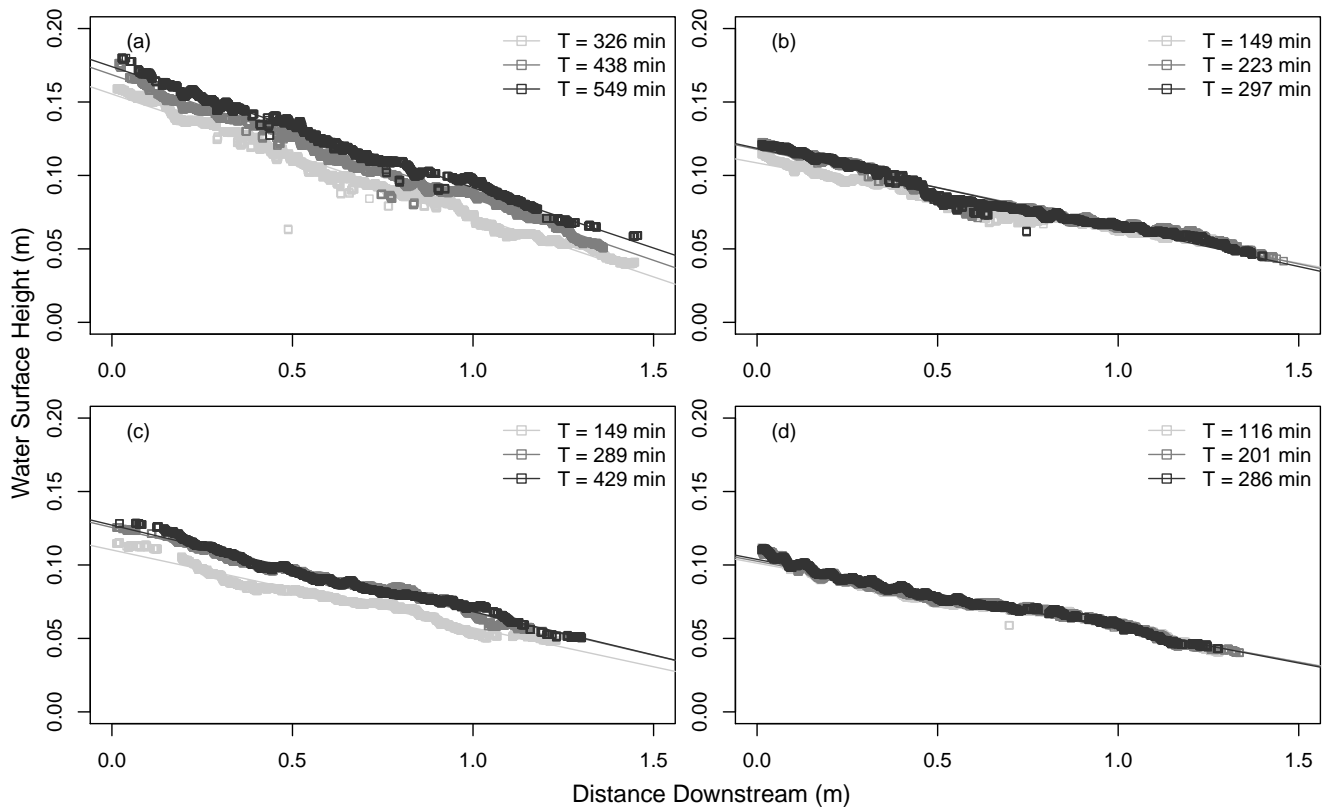 Water Surface Height (m)
(a)
T = 326 min
T = 438 min
T = 549 min
0.20
0.15
0.10
0.05
0.00
0.0 0.5 1.0 1.5
(b)
T = 149 min
T = 223 min
T = 297 min
0.20
0.15
0.10
0.05
0.00
0.0 0.5 1.0 1.5
(c)
T = 149 min
T = 289 min
T = 429 min
0.20
0.15
0.10
0.05
0.00
0.0 0.5 1.0 1.5
(d)
T = 116 min
T = 201 min
T = 286 min
0.20
0.15
0.10
0.05
0.00
0.0 0.5 1.0 1.5
Distance Downstream (m)